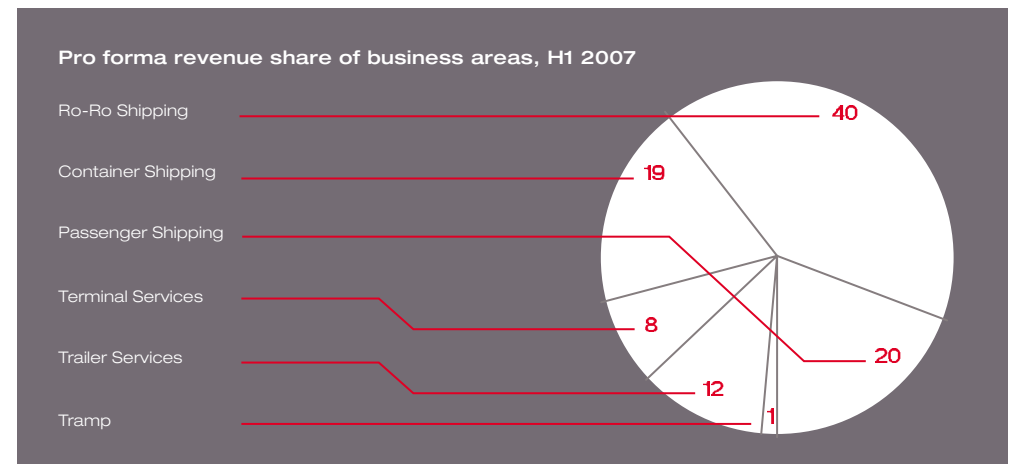 Pro forma revenue share of business areas, H1 2007
Ro-Ro Shipping 40
Container Shipping 19
Passenger Shipping 20
Terminal Services 8
Trailer Services 12
Tramp 1